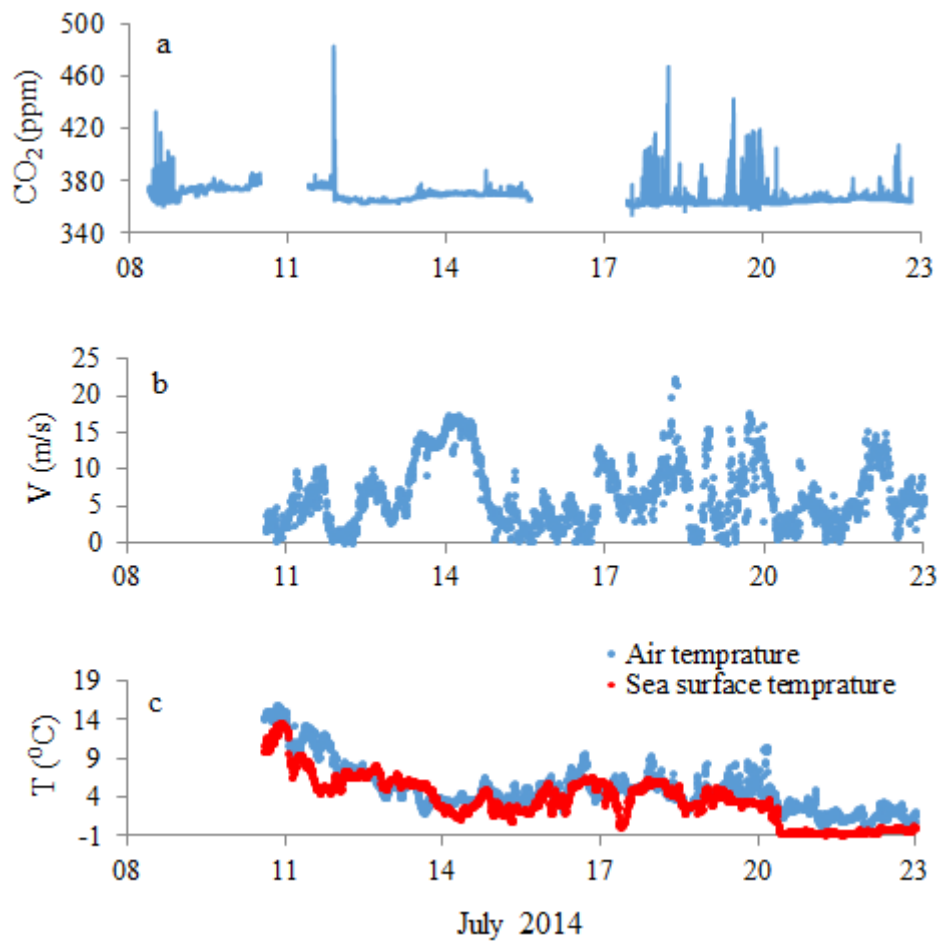 500
a
460
420
380
340
CO₂ (ppm)
08 11 14 17 20 23
25
b
20
15
10
5
0
V (m/s)
08 11 14 17 20 23
Air temprature
Sea surface temprature
19
c
14
9
4
-1
T (⁰C)
08 11 14 17 20 23
July 2014